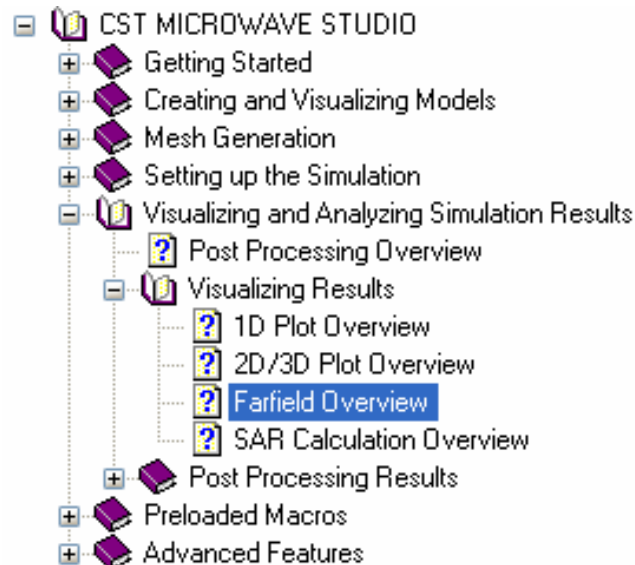 CST MICROWAVE STUDIO
Getting Started
Creating and Visualizing Models
Mesh Generation
Setting up the Simulation
Visualizing and Analyzing Simulation Results
Post Processing Overview
Visualizing Results
1D Plot Overview
2D/3D Plot Overview
Farfield Overview
SAR Calculation Overview
Post Processing Results
Preloaded Macros
Advanced Features